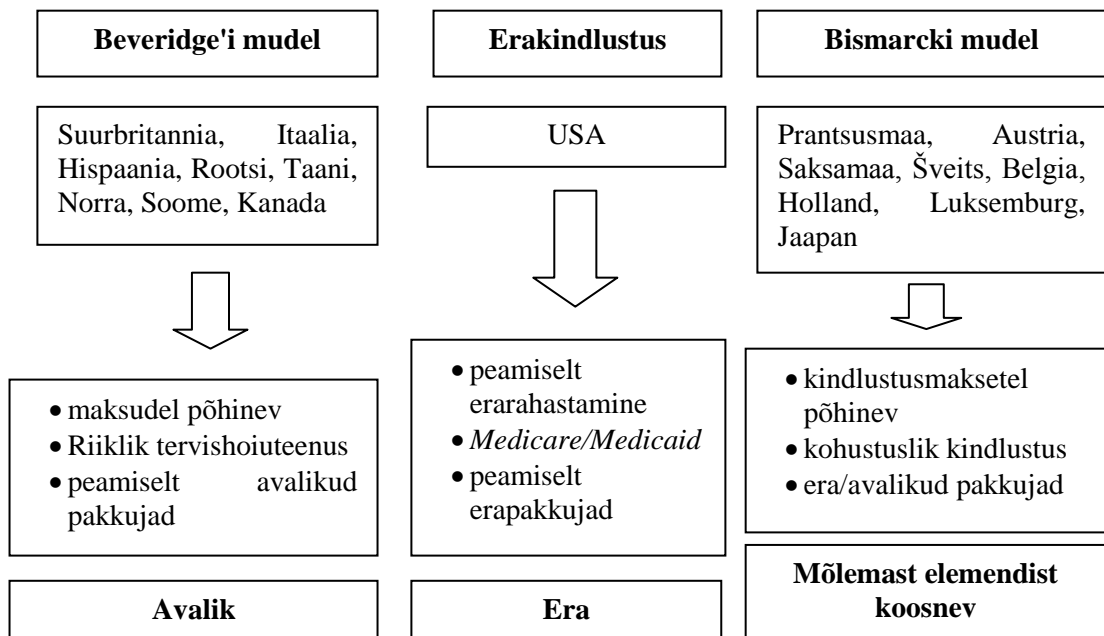 Beveridge'i mudel
Suurbritannia, Itaalia,
Hispaania, Rootsi, Taani,
Norra, Soome, Kanada
• maksudel põhinev
• Riiklik tervishoiuteenus
• peamiselt avalikud
pakkujad
Avalik
Erakindlustus
USA
• peamiselt
erarahastamine
• Medicare/Medicaid
• peamiselt
erapakkujad
Era
Bismarcki mudel
Prantsusmaa, Austria,
Saksamaa, Šveits, Belgia,
Holland, Luksemburg,
Jaapan
• kindlustusmaksetel
põhinev
• kohustuslik kindlustus
• era/avalikud pakkujad
Mõlemast elemendist
koosnev